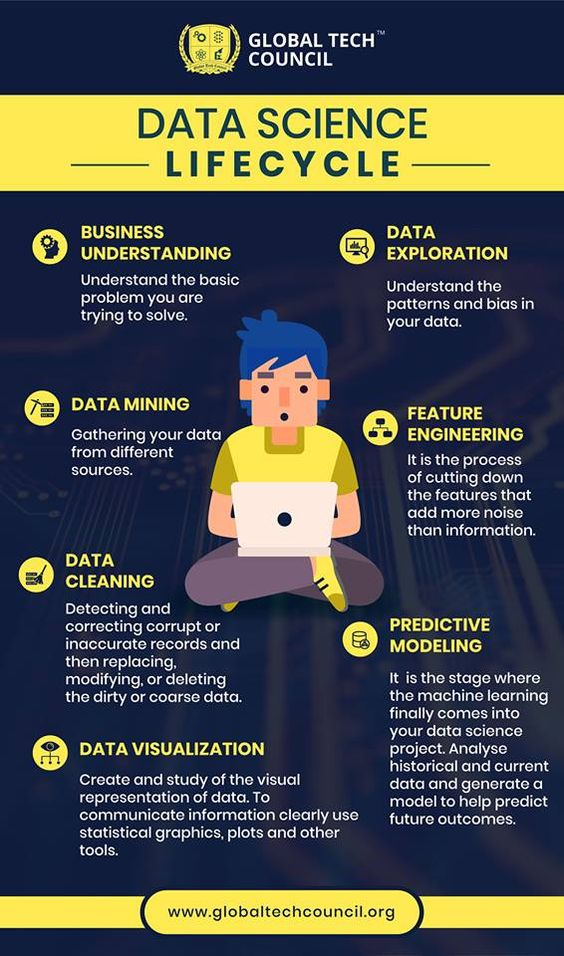 GLOBAL TECH™
COUNCIL
DATA SCIENCE
LIFECYCLE
BUSINESS
UNDERSTANDING
Understand the basic
problem you are
trying to solve.
DATA MINING
Gathering your data
from different
sources.
DATA
CLEANING
Detecting and
correcting corrupt or
inaccurate records and
then replacing,
modifying, or deleting
the dirty or coarse data.
DATA VISUALIZATION
Create and study of the visual
representation of data. To
communicate information clearly use
statistical graphics, plots and other
tools.
DATA
EXPLORATION
Understand the
patterns and bias in
your data.
FEATURE
ENGINEERING
It is the process
of cutting down
the features that
add more noise
than information.
PREDICTIVE
MODELING
It is the stage where
the machine learning
finally comes into
your data science
project. Analyse
historical and current
data and generate a
model to help predict
future outcomes.
www.globaltechcouncil.org